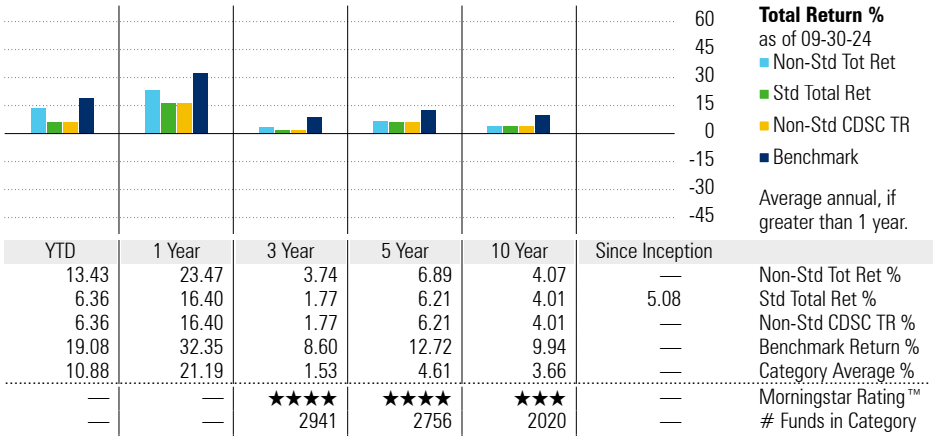 60
45
30
15
0
-15
-30
-45
Total Return %
as of 09-30-24
Non-Std Tot Ret
Std Total Ret
Non-Std CDSC TR
Benchmark
Average annual, if
greater than 1 year.
YTD 1 Year 3 Year 5 Year 10 Year Since Inception
13.43 23.47 3.74 6.89 4.07 — Non-Std Tot Ret %
6.36 16.40 1.77 6.21 4.01 5.08 Std Total Ret %
6.36 16.40 1.77 6.21 4.01 — Non-Std CDSC TR %
19.08 32.35 8.60 12.72 9.94 — Benchmark Return %
10.88 21.19 1.53 4.61 3.66 — Category Average %
— — ★★★★ ★★★★ ★★★ — Morningstar Rating™
— — 2941 2756 2020 — # Funds in Category